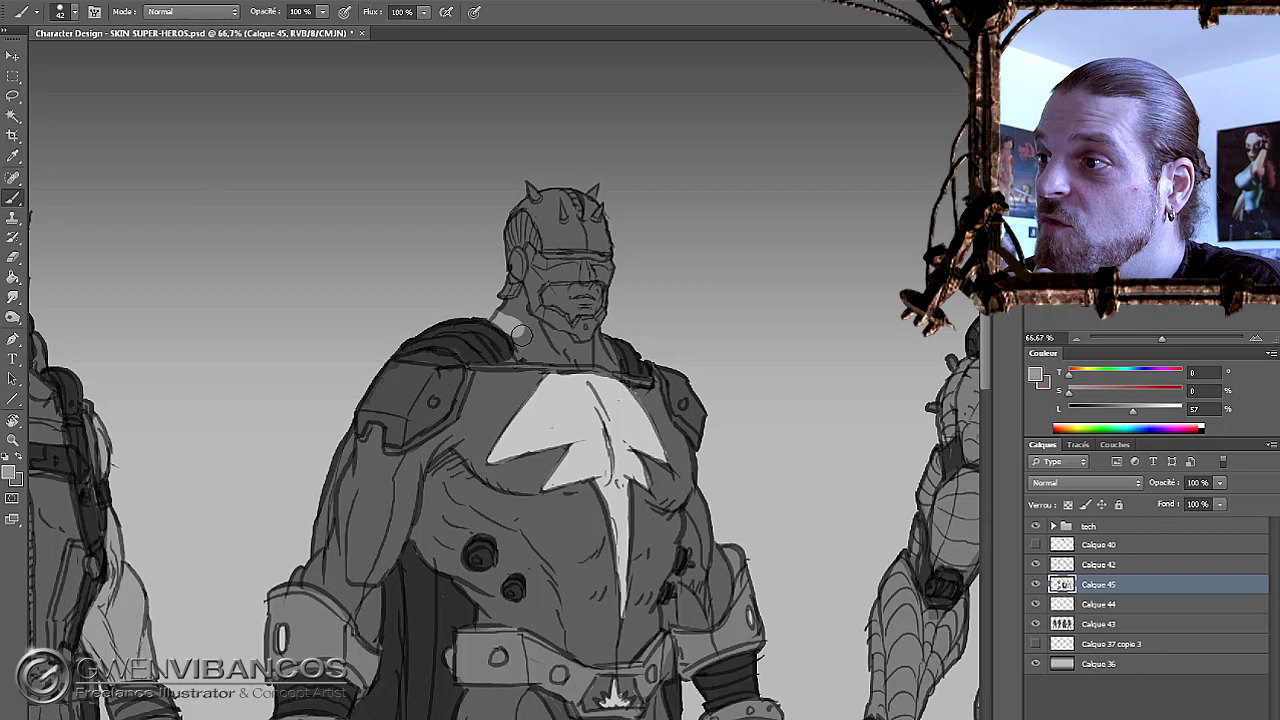 42 Mode : Normal Opacité : 100 % Flux : 100 %
Character Design - SKIN SUPER-HEROS.psd @ 66,7% (Calque 45, RVB/8/CMJN) * ×
66,67 %
Couleur
T 0 °
S 0 %
L 57 %
Calques Tracés Couches
Type
Normal Opacité : 100 %
Verrou : Fond : 100 %
tech
Calque 40
Calque 42
Calque 45
Calque 44
Calque 43
Calque 37 copie 3
Calque 36
GWENVIBANCOS
Freelance Illustrator & Concept Artist